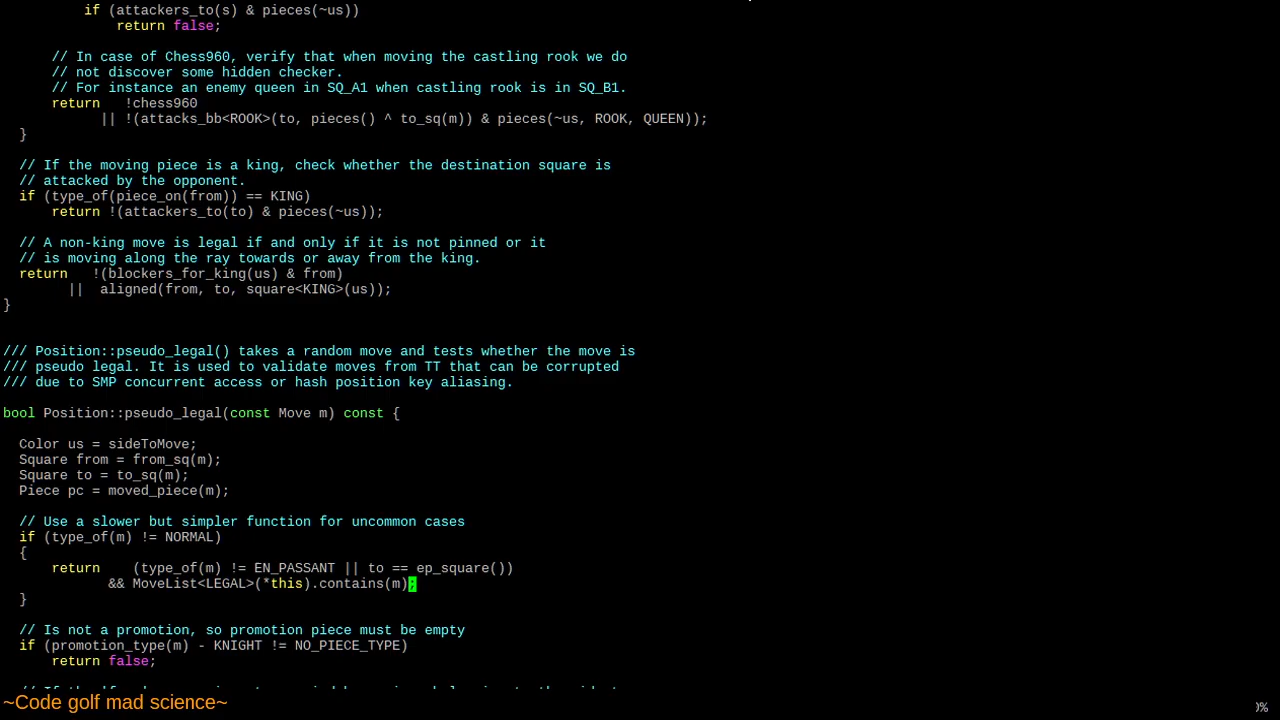 if (attackers_to(s) & pieces(~us))
return false;
// In case of Chess960, verify that when moving the castling rook we do
// not discover some hidden checker.
// For instance an enemy queen in SQ_A1 when castling rook is in SQ_B1.
return   !chess960
|| !(attacks_bb<ROOK>(to, pieces() ^ to_sq(m)) & pieces(~us, ROOK, QUEEN));
}
// If the moving piece is a king, check whether the destination square is
// attacked by the opponent.
if (type_of(piece_on(from)) == KING)
return !(attackers_to(to) & pieces(~us));
// A non-king move is legal if and only if it is not pinned or it
// is moving along the ray towards or away from the king.
return   !(blockers_for_king(us) & from)
||  aligned(from, to, square<KING>(us));
}
/// Position::pseudo_legal() takes a random move and tests whether the move is
/// pseudo legal. It is used to validate moves from TT that can be corrupted
/// due to SMP concurrent access or hash position key aliasing.
bool Position::pseudo_legal(const Move m) const {
Color us = sideToMove;
Square from = from_sq(m);
Square to = to_sq(m);
Piece pc = moved_piece(m);
// Use a slower but simpler function for uncommon cases
if (type_of(m) != NORMAL)
{
return    (type_of(m) != EN_PASSANT || to == ep_square())
&& MoveList<LEGAL>(*this).contains(m);
}
// Is not a promotion, so promotion piece must be empty
if (promotion_type(m) - KNIGHT != NO_PIECE_TYPE)
return false;
~Code golf mad science~